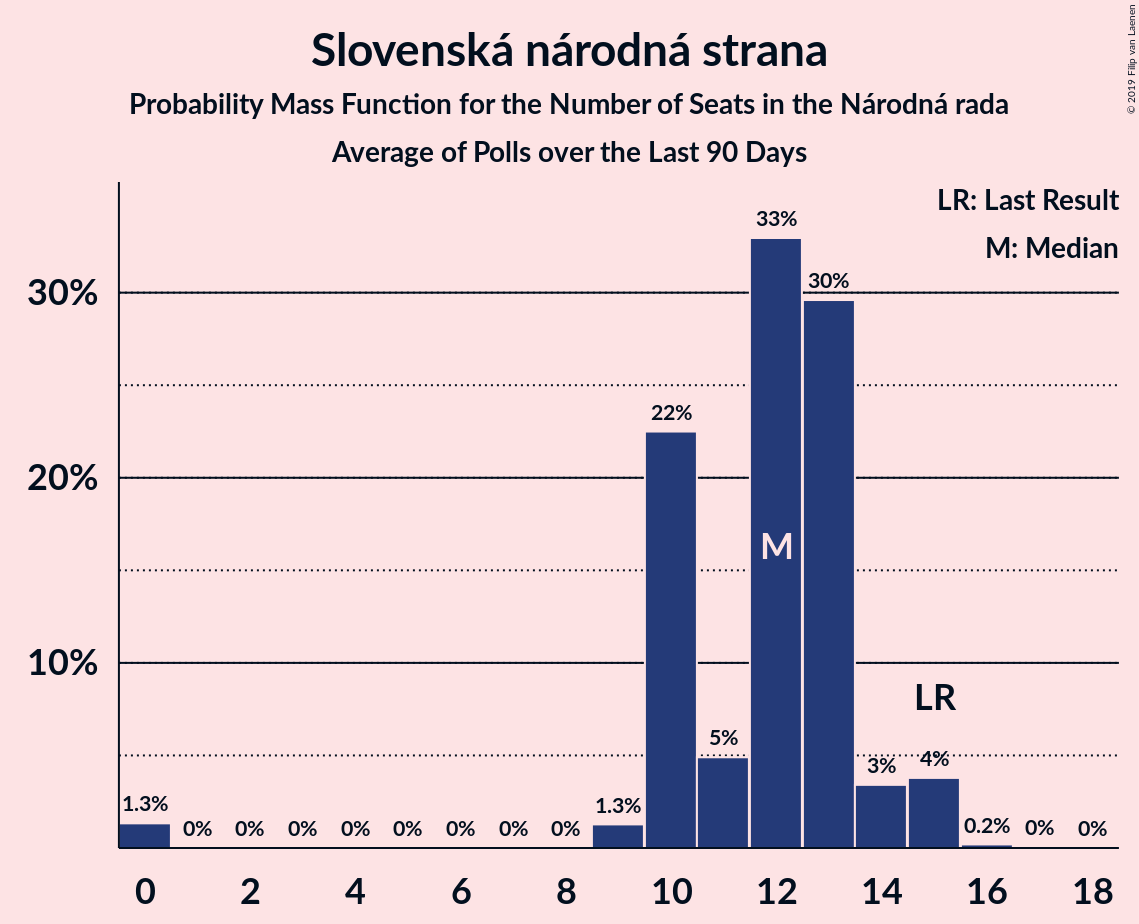 Slovenská národná strana
Probability Mass Function for the Number of Seats in the Národná rada
Average of Polls over the Last 90 Days
© 2019 Filip van Laenen
LR: Last Result
M: Median
30%
20%
10%
1.3%
0%
0%
0%
0%
0%
0%
0%
0%
1.3%
22%
5%
33%
30%
3%
4%
0.2%
0%
0%
M
LR
0 2 4 6 8 10 12 14 16 18